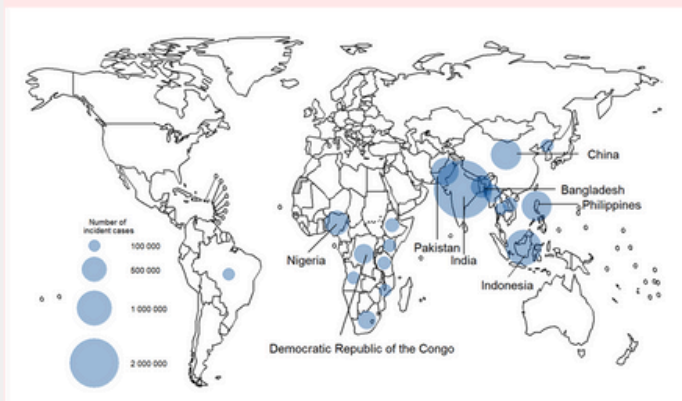 China
Bangladesh
Philippines
Pakistan
India
Indonesia
Nigeria
Democratic Republic of the Congo
Number of
incident cases
100 000
500 000
1 000 000
2 000 000